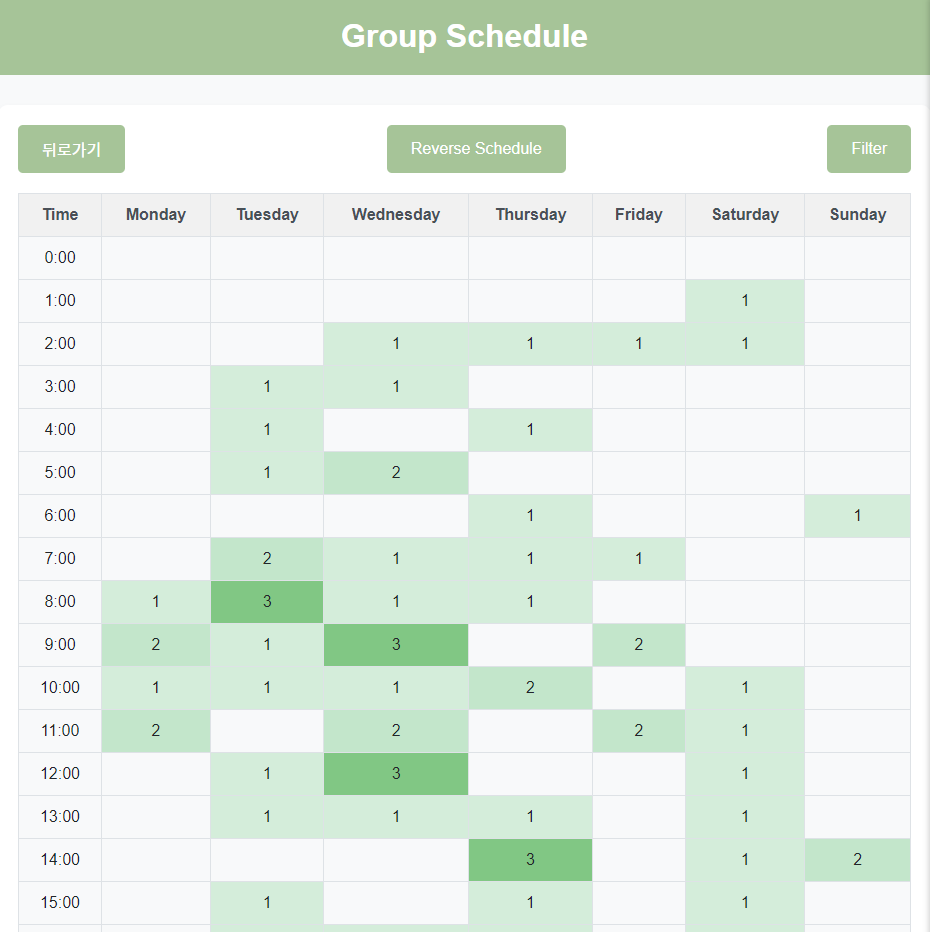 Group Schedule
뒤로가기 Reverse Schedule Filter
Time Monday Tuesday Wednesday Thursday Friday Saturday Sunday
0:00
1:00 1
2:00 1 1 1 1
3:00 1 1
4:00 1 1
5:00 1 2
6:00 1 1
7:00 2 1 1 1
8:00 1 3 1 1
9:00 2 1 3 2
10:00 1 1 1 2 1
11:00 2 2 2 1
12:00 1 3 1
13:00 1 1 1 1
14:00 3 1 2
15:00 1 1 1